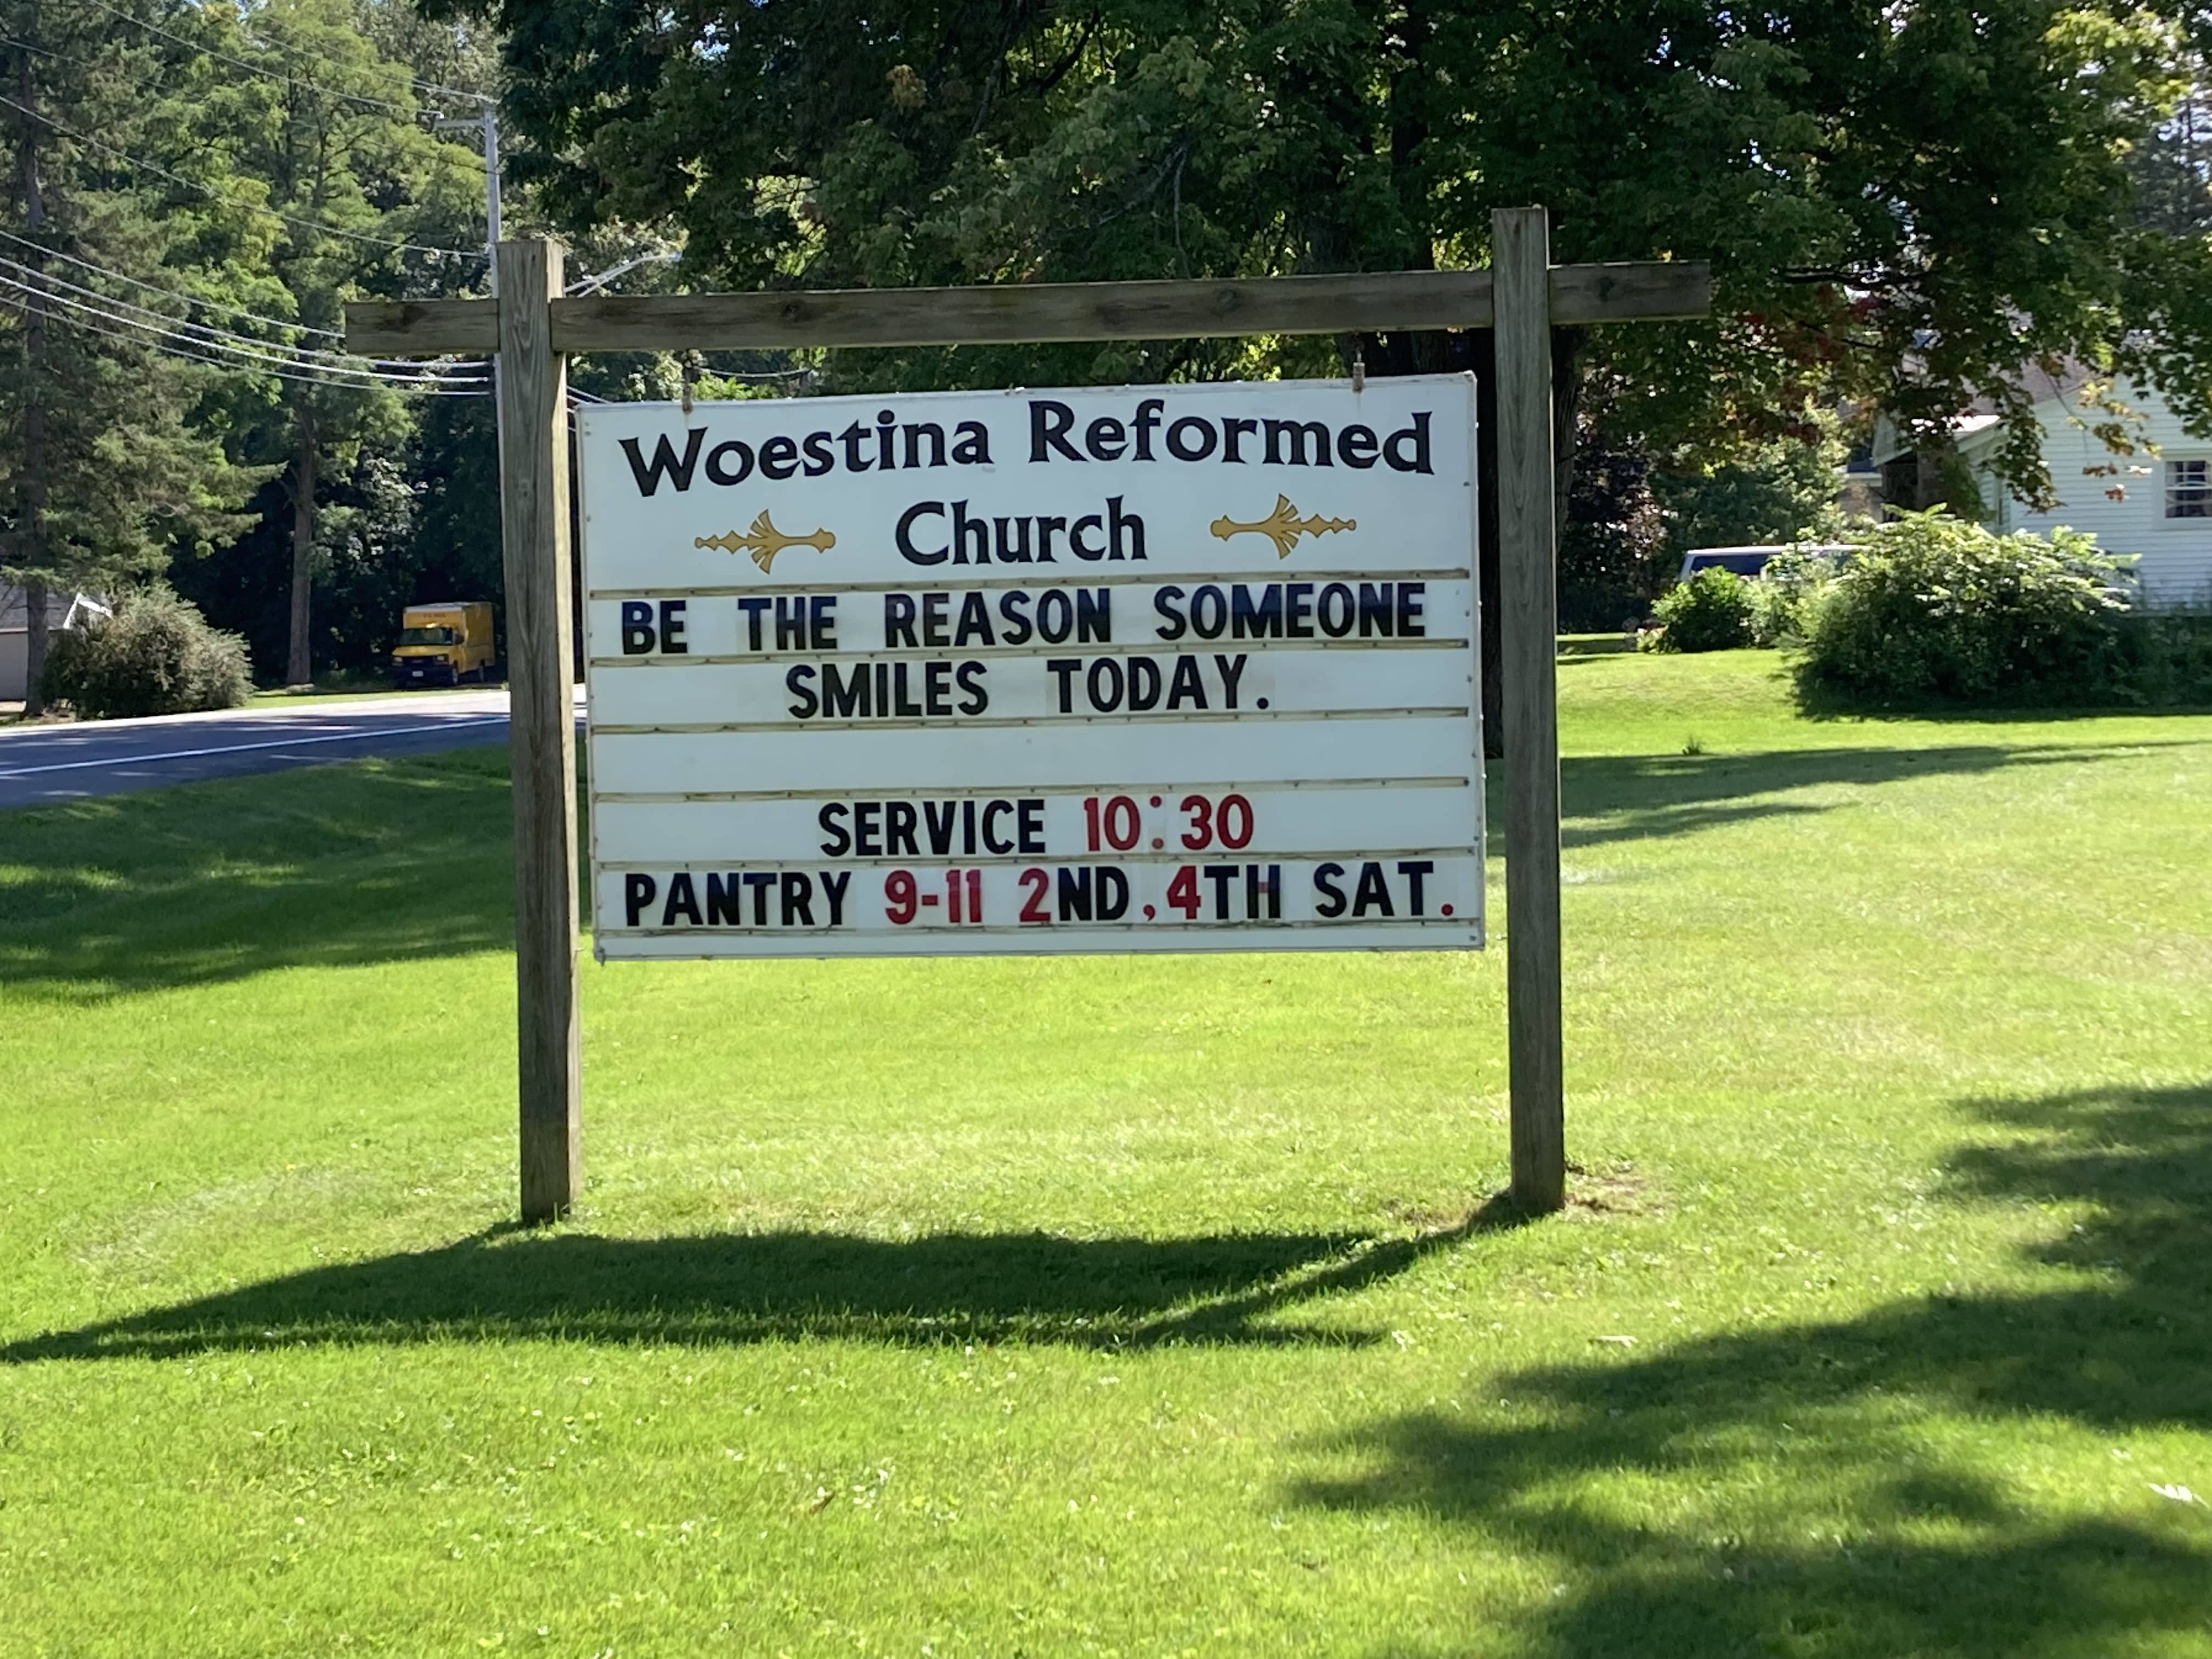 Woestina Reformed
Church
BE THE REASON SOMEONE
SMILES TODAY.
SERVICE 10:30
PANTRY 9-11 2ND, 4TH SAT.